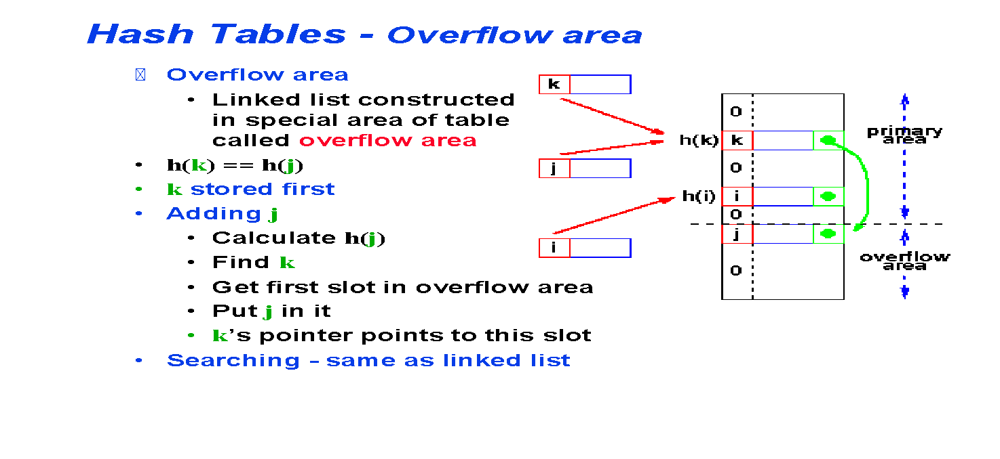 Hash Tables - Overflow area
Overflow area
• Linked list constructed
in special area of table
called overflow area
• h(k) == h(j)
• k stored first
• Adding j
• Calculate h(j)
• Find k
• Get first slot in overflow area
• Put j in it
• k’s pointer points to this slot
• Searching – same as linked list
k
j
i
0
h(k) k
0
h(i) i
0
j
0
primary
area
overflow
area